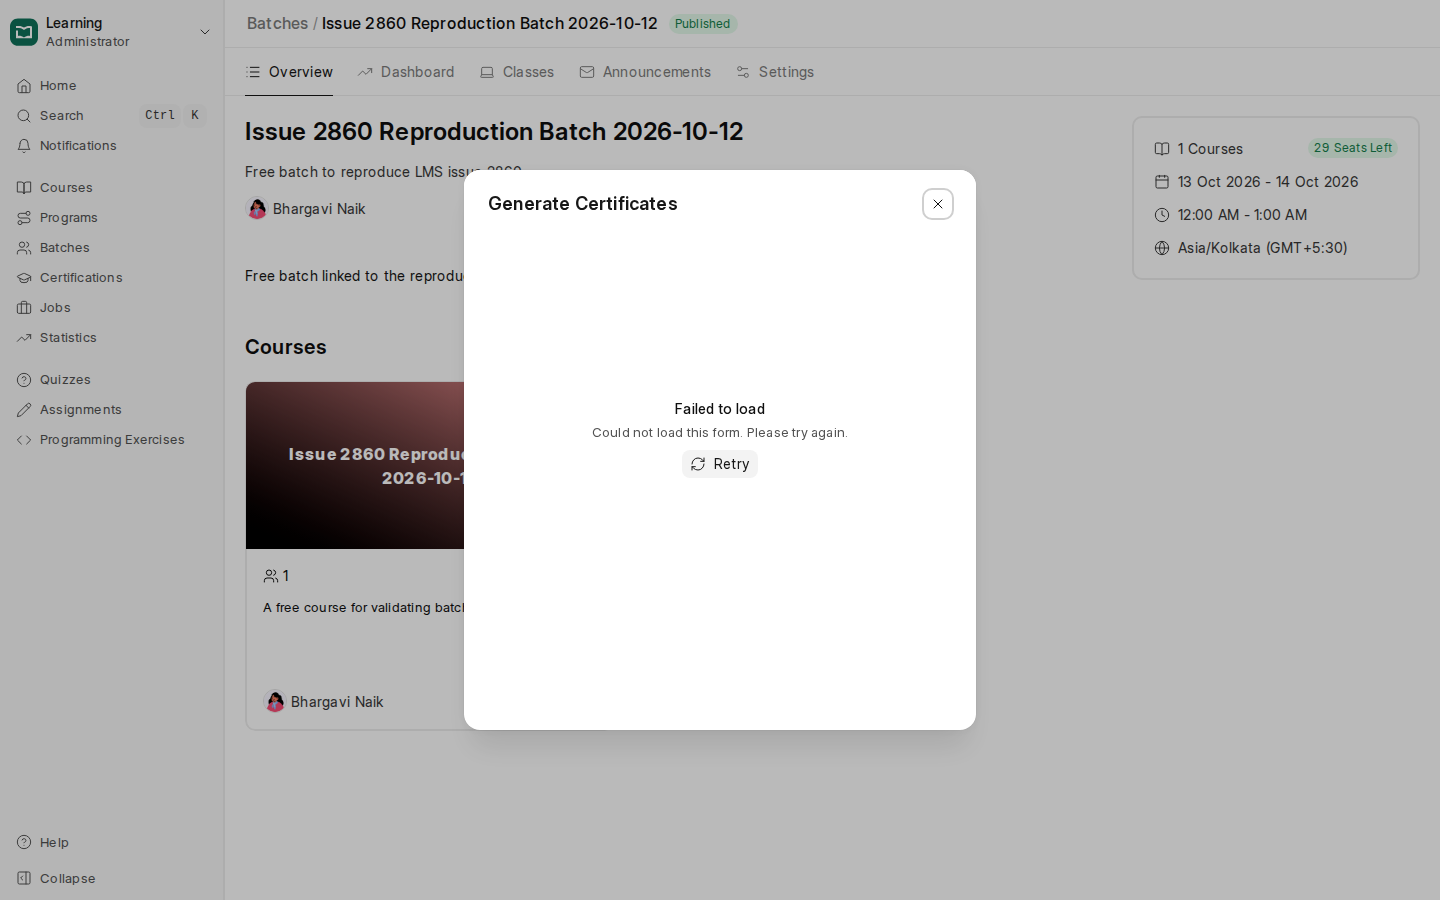 Learning
Administrator
Home
Search Ctrl K
Notifications
Courses
Programs
Batches
Certifications
Jobs
Statistics
Quizzes
Assignments
Programming Exercises
Help
Collapse
Batches / Issue 2860 Reproduction Batch 2026-10-12 Published
Overview Dashboard Classes Announcements Settings
Issue 2860 Reproduction Batch 2026-10-12
Free batch to reproduce LMS issue 2860
Bhargavi Naik
Free batch linked to the
Courses
Issue 2860
2026-10-1
1
A free course for validating
Bhargavi Naik
1 Courses 29 Seats Left
13 Oct 2026 - 14 Oct 2026
12:00 AM - 1:00 AM
Asia/Kolkata (GMT+5:30)
Generate Certificates
Failed to load
Could not load this form. Please try again.
Retry